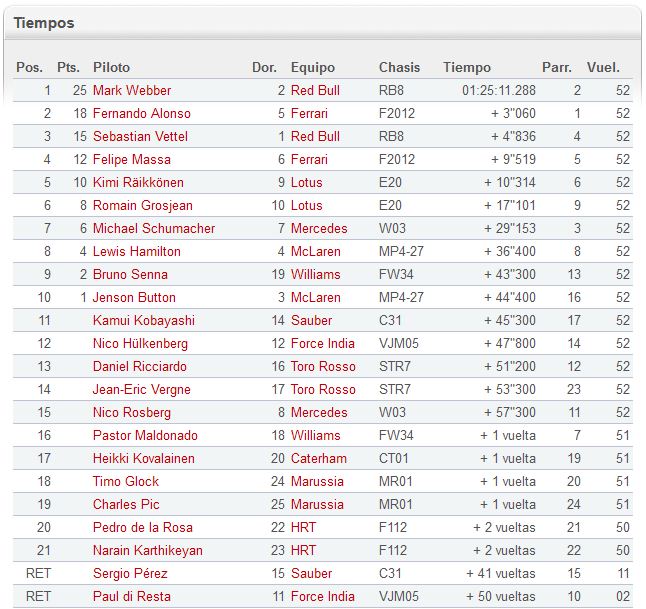 Tiempos
Pos. Pts. Piloto Dor. Equipo Chasis Tiempo Parr. Vuel.
1 25 Mark Webber 2 Red Bull RB8 01:25:11.288 2 52
2 18 Fernando Alonso 5 Ferrari F2012 + 3"060 1 52
3 15 Sebastian Vettel 1 Red Bull RB8 + 4"836 4 52
4 12 Felipe Massa 6 Ferrari F2012 + 9"519 5 52
5 10 Kimi Räikkönen 9 Lotus E20 + 10"314 6 52
6 8 Romain Grosjean 10 Lotus E20 + 17"101 9 52
7 6 Michael Schumacher 7 Mercedes W03 + 29"153 3 52
8 4 Lewis Hamilton 4 McLaren MP4-27 + 36"400 8 52
9 2 Bruno Senna 19 Williams FW34 + 43"300 13 52
10 1 Jenson Button 3 McLaren MP4-27 + 44"400 16 52
11 Kamui Kobayashi 14 Sauber C31 + 45"300 17 52
12 Nico Hülkenberg 12 Force India VJM05 + 47"800 14 52
13 Daniel Ricciardo 16 Toro Rosso STR7 + 51"200 12 52
14 Jean-Eric Vergne 17 Toro Rosso STR7 + 53"300 23 52
15 Nico Rosberg 8 Mercedes W03 + 57"300 11 52
16 Pastor Maldonado 18 Williams FW34 + 1 vuelta 7 51
17 Heikki Kovalainen 20 Caterham CT01 + 1 vuelta 19 51
18 Timo Glock 24 Marussia MR01 + 1 vuelta 20 51
19 Charles Pic 25 Marussia MR01 + 1 vuelta 24 51
20 Pedro de la Rosa 22 HRT F112 + 2 vueltas 21 50
21 Narain Karthikeyan 23 HRT F112 + 2 vueltas 22 50
RET Sergio Pérez 15 Sauber C31 + 41 vueltas 15 11
RET Paul di Resta 11 Force India VJM05 + 50 vueltas 10 02